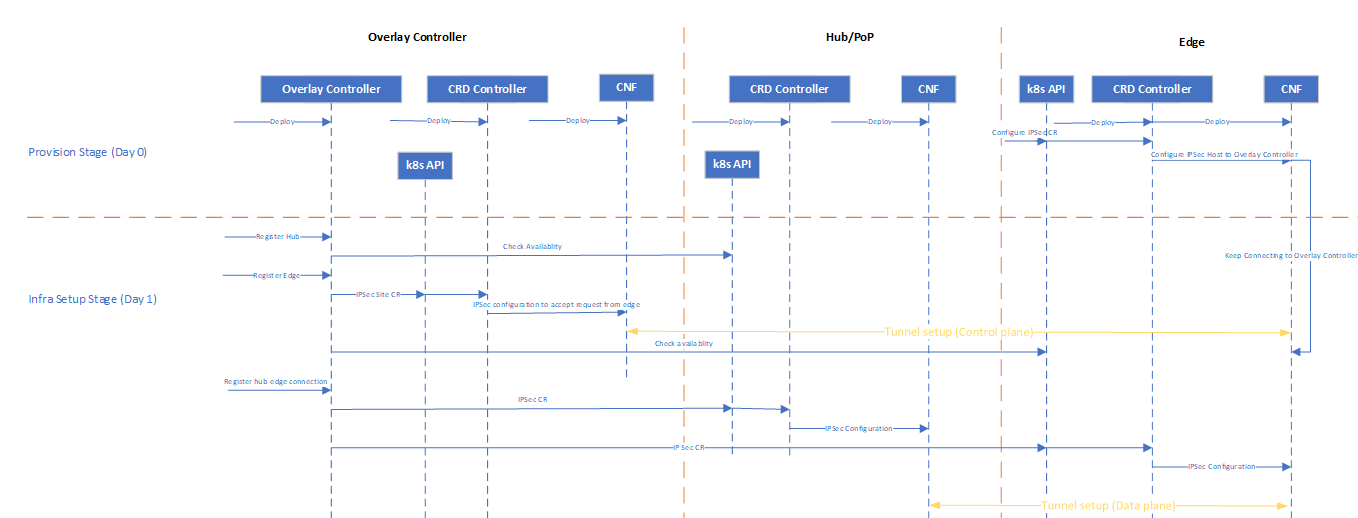 Overlay Controller
Hub/PoP
Edge
Overlay Controller
CRD Controller
CNF
CRD Controller
CNF
k8s API
CRD Controller
CNF
Deploy
Deploy
Deploy
Deploy
Deploy
Deploy
Deploy
Configure IPSec CR
Provision Stage (Day 0)
k8s API
k8s API
Configure IPSec Host to Overlay Controller
Register Hub
Check Availablity
Keep Connecting to Overlay Controller
Register Edge
Infra Setup Stage (Day 1)
IPSec Site CR
IPSec configuration to accept request from edge
Tunnel setup (Control plane)
Check availablity
Register hub edge connection
IPSec CR
IPSec Configuration
IP Sec CR
IPSec Configuration
Tunnel setup (Data plane)